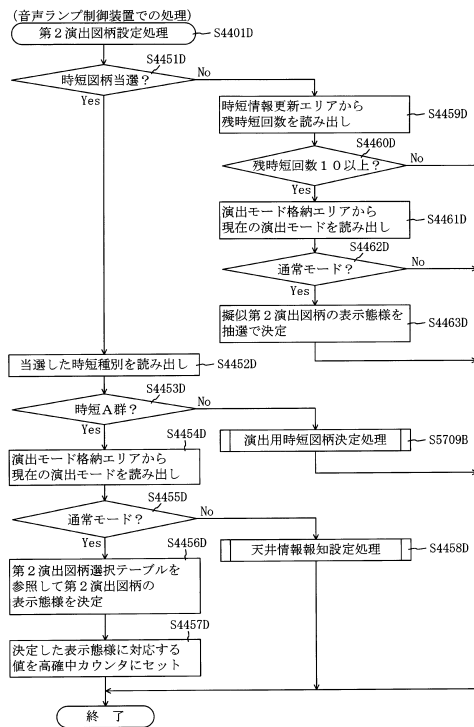 (音声ランプ制御装置での処理)
第2演出図柄設定処理
S4401D
時短図柄当選?
S4451D
No
Yes
時短情報更新エリアから
残時短回数を読み出し
S4459D
残時短回数10以上?
S4460D
No
Yes
演出モード格納エリアから
現在の演出モードを読み出し
S4461D
通常モード?
S4462D
No
Yes
擬似第2演出図柄の表示態様を
抽選で決定
S4463D
当選した時短種別を読み出し
S4452D
時短A群?
S4453D
No
Yes
演出用時短図柄決定処理
S5709B
演出モード格納エリアから
現在の演出モードを読み出し
S4454D
通常モード?
S4455D
No
Yes
天井情報報知設定処理
S4458D
第2演出図柄選択テーブルを
参照して第2演出図柄の
表示態様を決定
S4456D
決定した表示態様に対応する
値を高確中カウンタにセット
S4457D
終 了